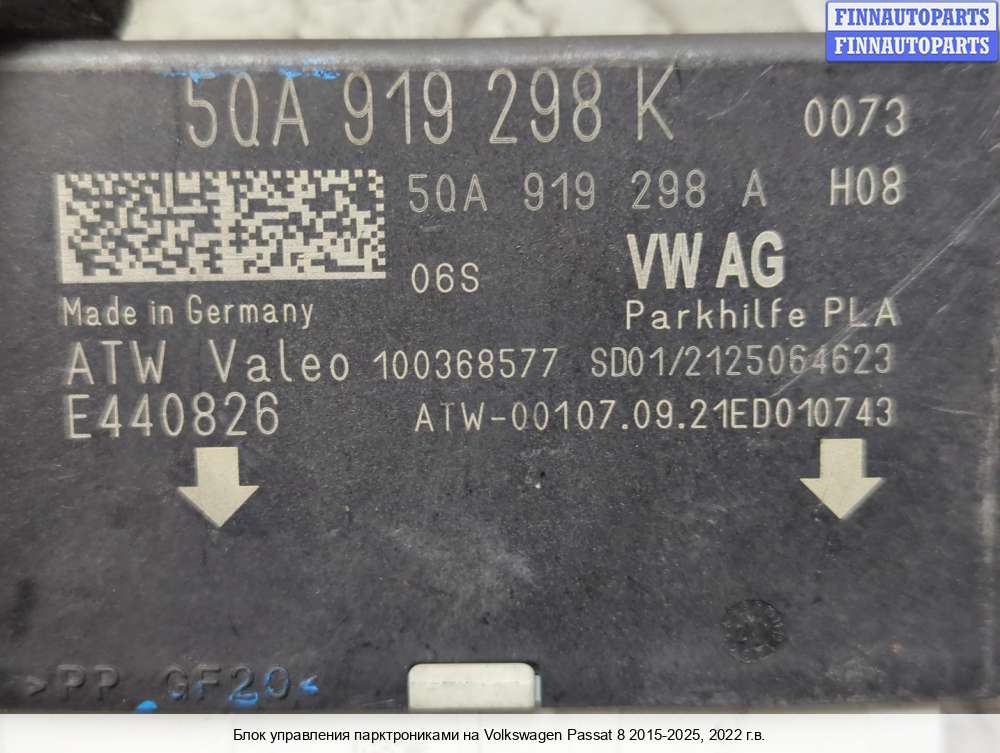 FINNAUTOPARTS
FINNAUTOPARTS
5QA 919 298 K 0073
5QA 919 298 A H08
06S VW AG
Made in Germany Parkhilfe PLA
ATW Valeo 100368577 SD01/2125064623
E440826 ATW-00107.09.21ED010743
>PP GF20<
Блок управления парктрониками на Volkswagen Passat 8 2015-2025, 2022 г.в.